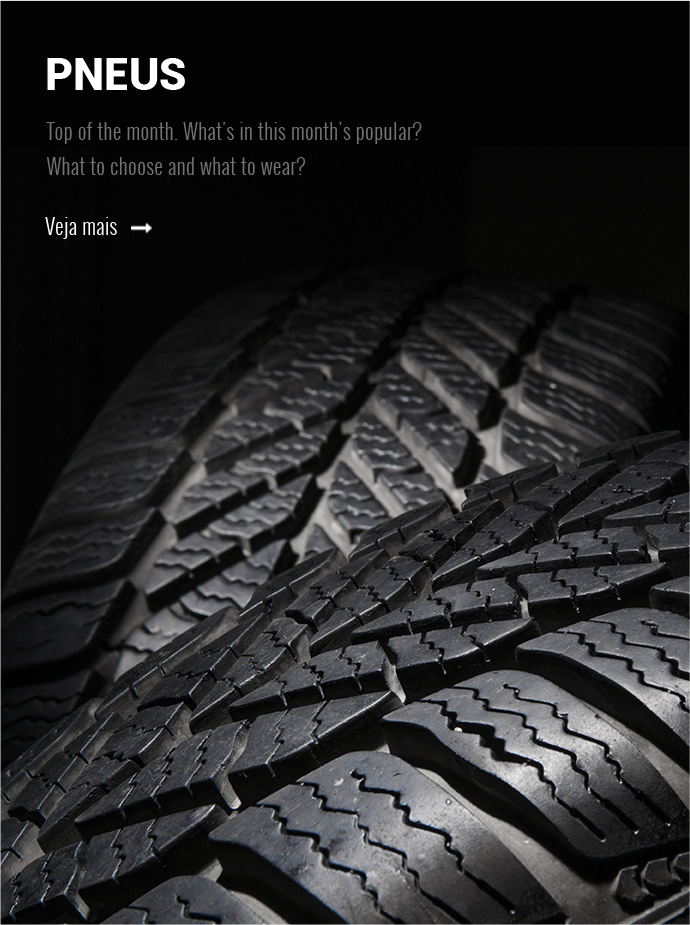 PNEUS
Top of the month. What's in this month's popular?
What to choose and what to wear?
Veja mais